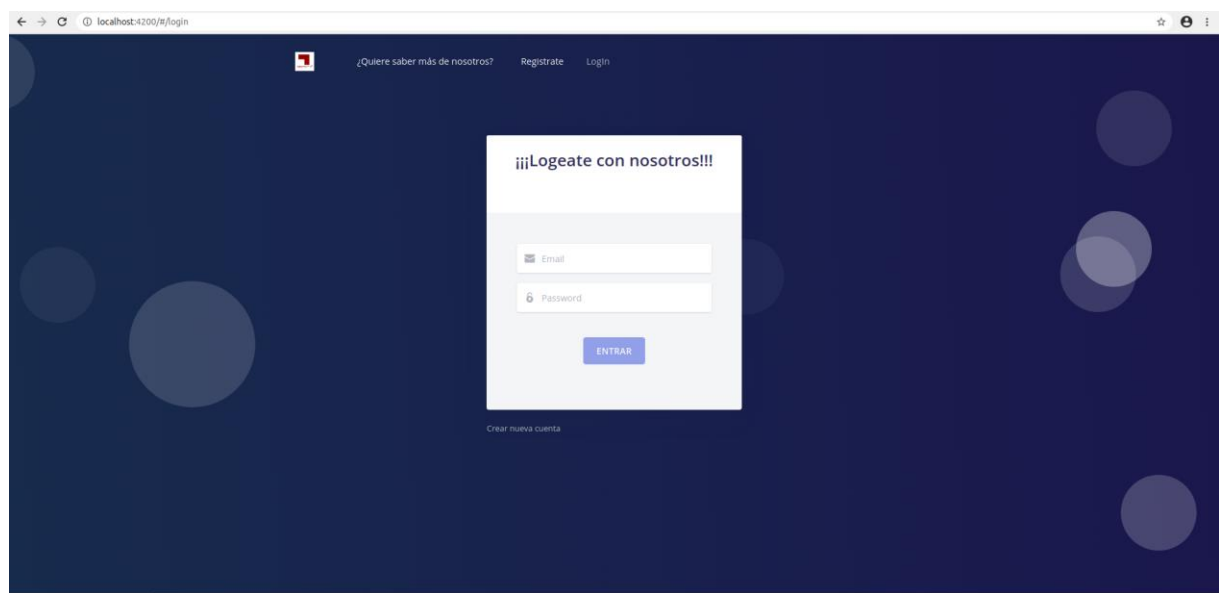 localhost:4200/#/login
¿Quiere saber más de nosotros? Registrate LogIn
¡¡¡Logeate con nosotros!!!
Email
Password
ENTRAR
Crear nueva cuenta